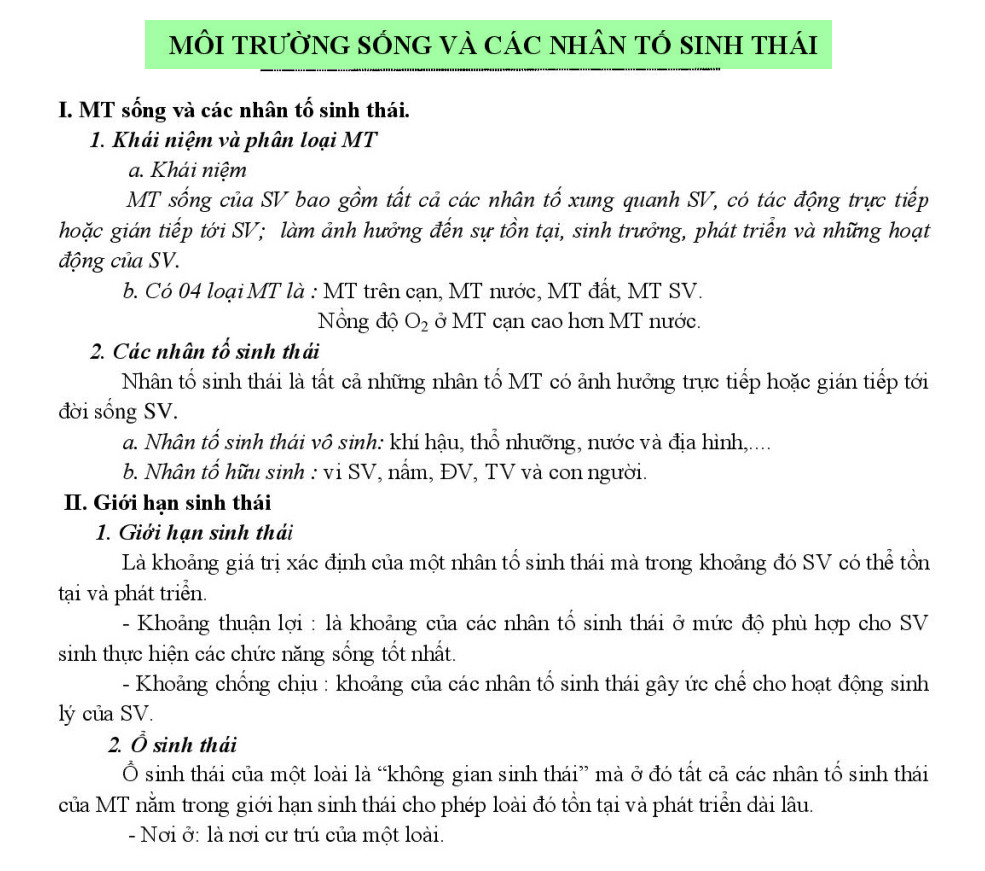 MÔI TRƯỜNG SỐNG VÀ CÁC NHÂN TỐ SINH THÁI
I. MT sống và các nhân tố sinh thái.
1. Khái niệm và phân loại MT
a. Khái niệm
MT sống của SV bao gồm tất cả các nhân tố xung quanh SV, có tác động trực tiếp
hoặc gián tiếp tới SV; làm ảnh hưởng đến sự tồn tại, sinh trưởng, phát triển và những hoạt
động của SV.
b. Có 04 loại MT là : MT trên cạn, MT nước, MT đất, MT SV.
Nồng độ O₂ ở MT cạn cao hơn MT nước.
2. Các nhân tố sinh thái
Nhân tố sinh thái là tất cả những nhân tố MT có ảnh hưởng trực tiếp hoặc gián tiếp tới
đời sống SV.
a. Nhân tố sinh thái vô sinh: khí hậu, thổ nhưỡng, nước và địa hình,....
b. Nhân tố hữu sinh : vi SV, nấm, ĐV, TV và con người.
II. Giới hạn sinh thái
1. Giới hạn sinh thái
Là khoảng giá trị xác định của một nhân tố sinh thái mà trong khoảng đó SV có thể tồn
tại và phát triển.
- Khoảng thuận lợi : là khoảng của các nhân tố sinh thái ở mức độ phù hợp cho SV
sinh thực hiện các chức năng sống tốt nhất.
- Khoảng chống chịu : khoảng của các nhân tố sinh thái gây ức chế cho hoạt động sinh
lý của SV.
2. Ổ sinh thái
Ổ sinh thái của một loài là “không gian sinh thái” mà ở đó tất cả các nhân tố sinh thái
của MT nằm trong giới hạn sinh thái cho phép loài đó tồn tại và phát triển dài lâu.
- Nơi ở: là nơi cư trú của một loài.